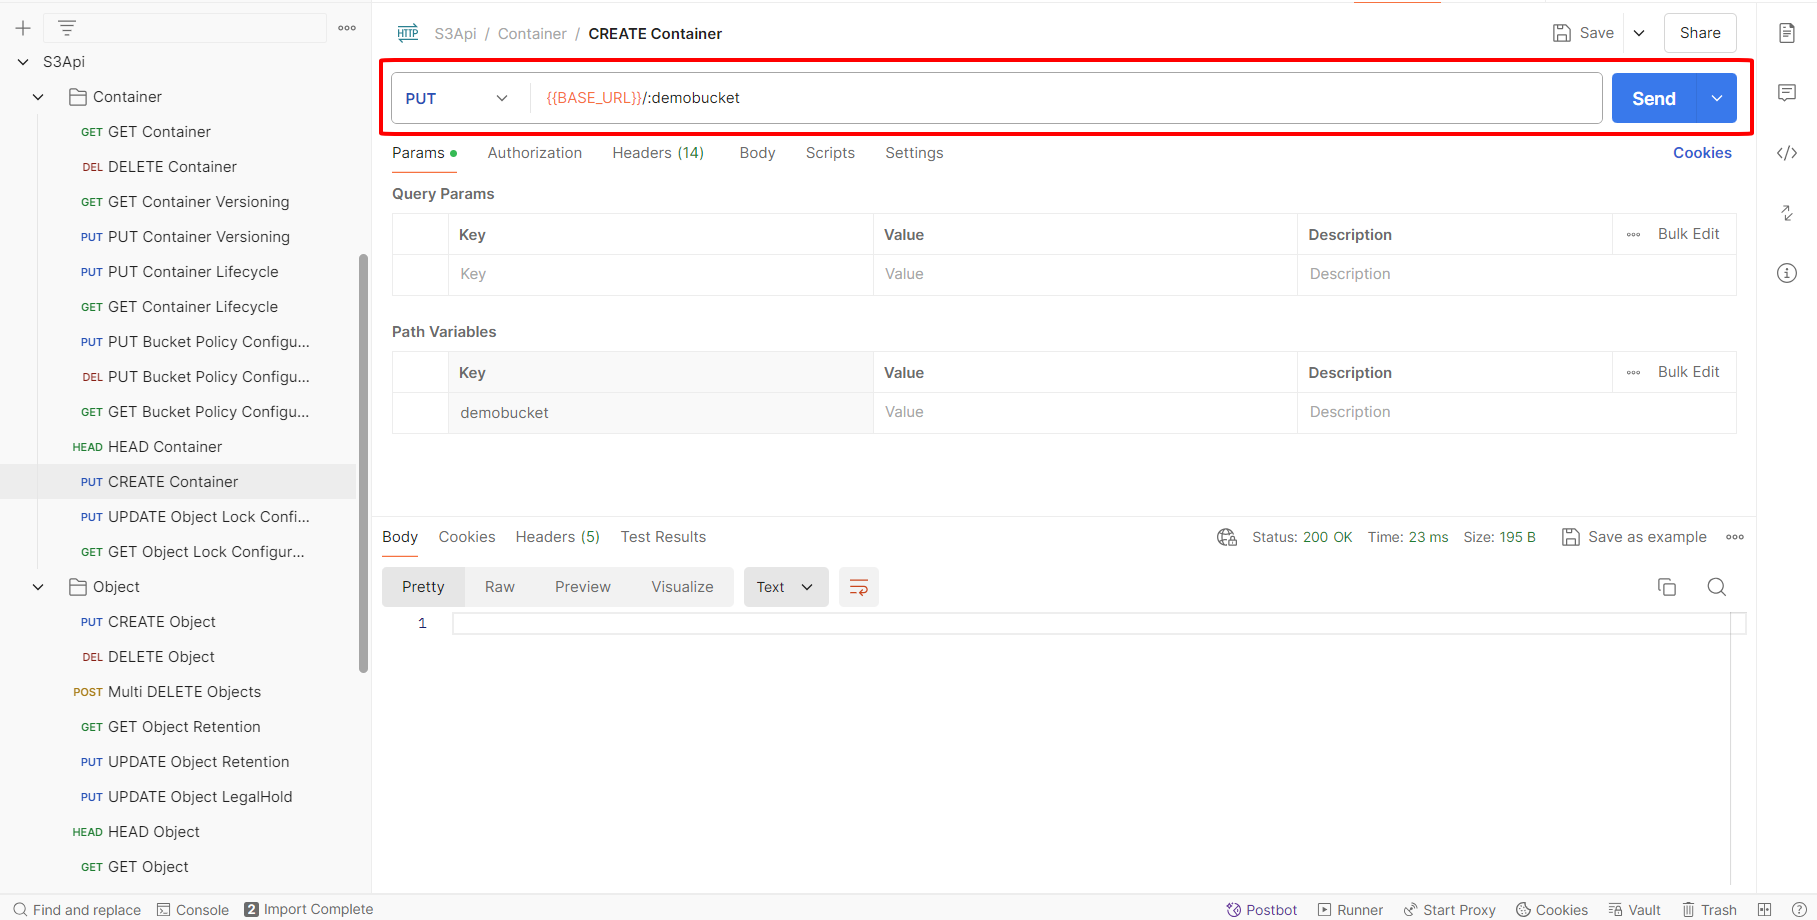 S3Api
Container
GET GET Container
DEL DELETE Container
GET GET Container Versioning
PUT PUT Container Versioning
PUT PUT Container Lifecycle
GET GET Container Lifecycle
PUT PUT Bucket Policy Configu...
DEL PUT Bucket Policy Configu...
GET GET Bucket Policy Configu...
HEAD HEAD Container
PUT CREATE Container
PUT UPDATE Object Lock Confi...
GET GET Object Lock Configur...
Object
PUT CREATE Object
DEL DELETE Object
POST Multi DELETE Objects
GET GET Object Retention
PUT UPDATE Object Retention
PUT UPDATE Object LegalHold
HEAD HEAD Object
GET GET Object
HTTP S3Api / Container / CREATE Container
Save
Share
PUT {{BASE_URL}}/:demobucket
Send
Params Authorization Headers (14) Body Scripts Settings Cookies
Query Params
Key Value Description Bulk Edit
Key Value Description
Path Variables
Key Value Description Bulk Edit
demobucket Value Description
Body Cookies Headers (5) Test Results Status: 200 OK Time: 23 ms Size: 195 B Save as example
Pretty Raw Preview Visualize Text
1
Find and replace Console 2 Import Complete Postbot Runner Start Proxy Cookies Vault Trash